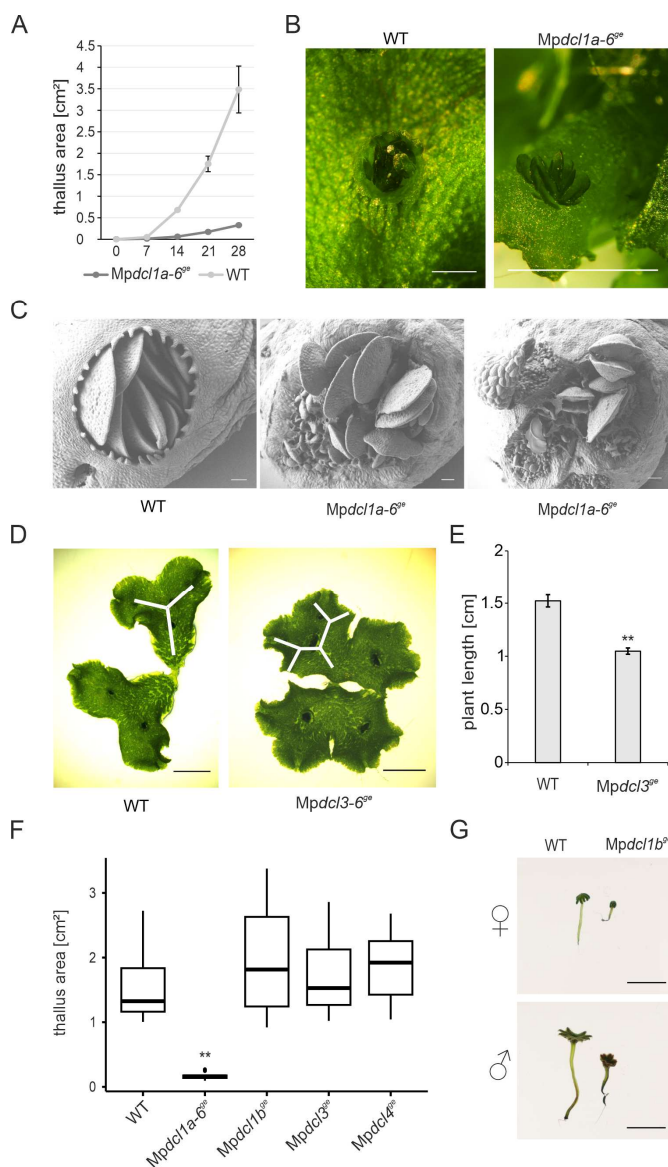 A
thallus area [cm²]
4.5
4
3.5
3
2.5
2
1.5
1
0.5
0
0 7 14 21 28
Mpdcl1a-6ᵍᵉ WT
B
WT Mpdcl1a-6ᵍᵉ
C
WT Mpdcl1a-6ᵍᵉ Mpdcl1a-6ᵍᵉ
D
WT Mpdcl3-6ᵍᵉ
E
plant length [cm]
2
1.5
1
0.5
0
**
WT Mpdcl3ᵍᵉ
F
thallus area [cm²]
3
2
1
0
**
WT Mpdcl1a-6ᵍᵉ Mpdcl1bᵍᵉ Mpdcl3ᵍᵉ Mpdcl4ᵍᵉ
G
WT Mpdcl1bᵍ
♀
♂